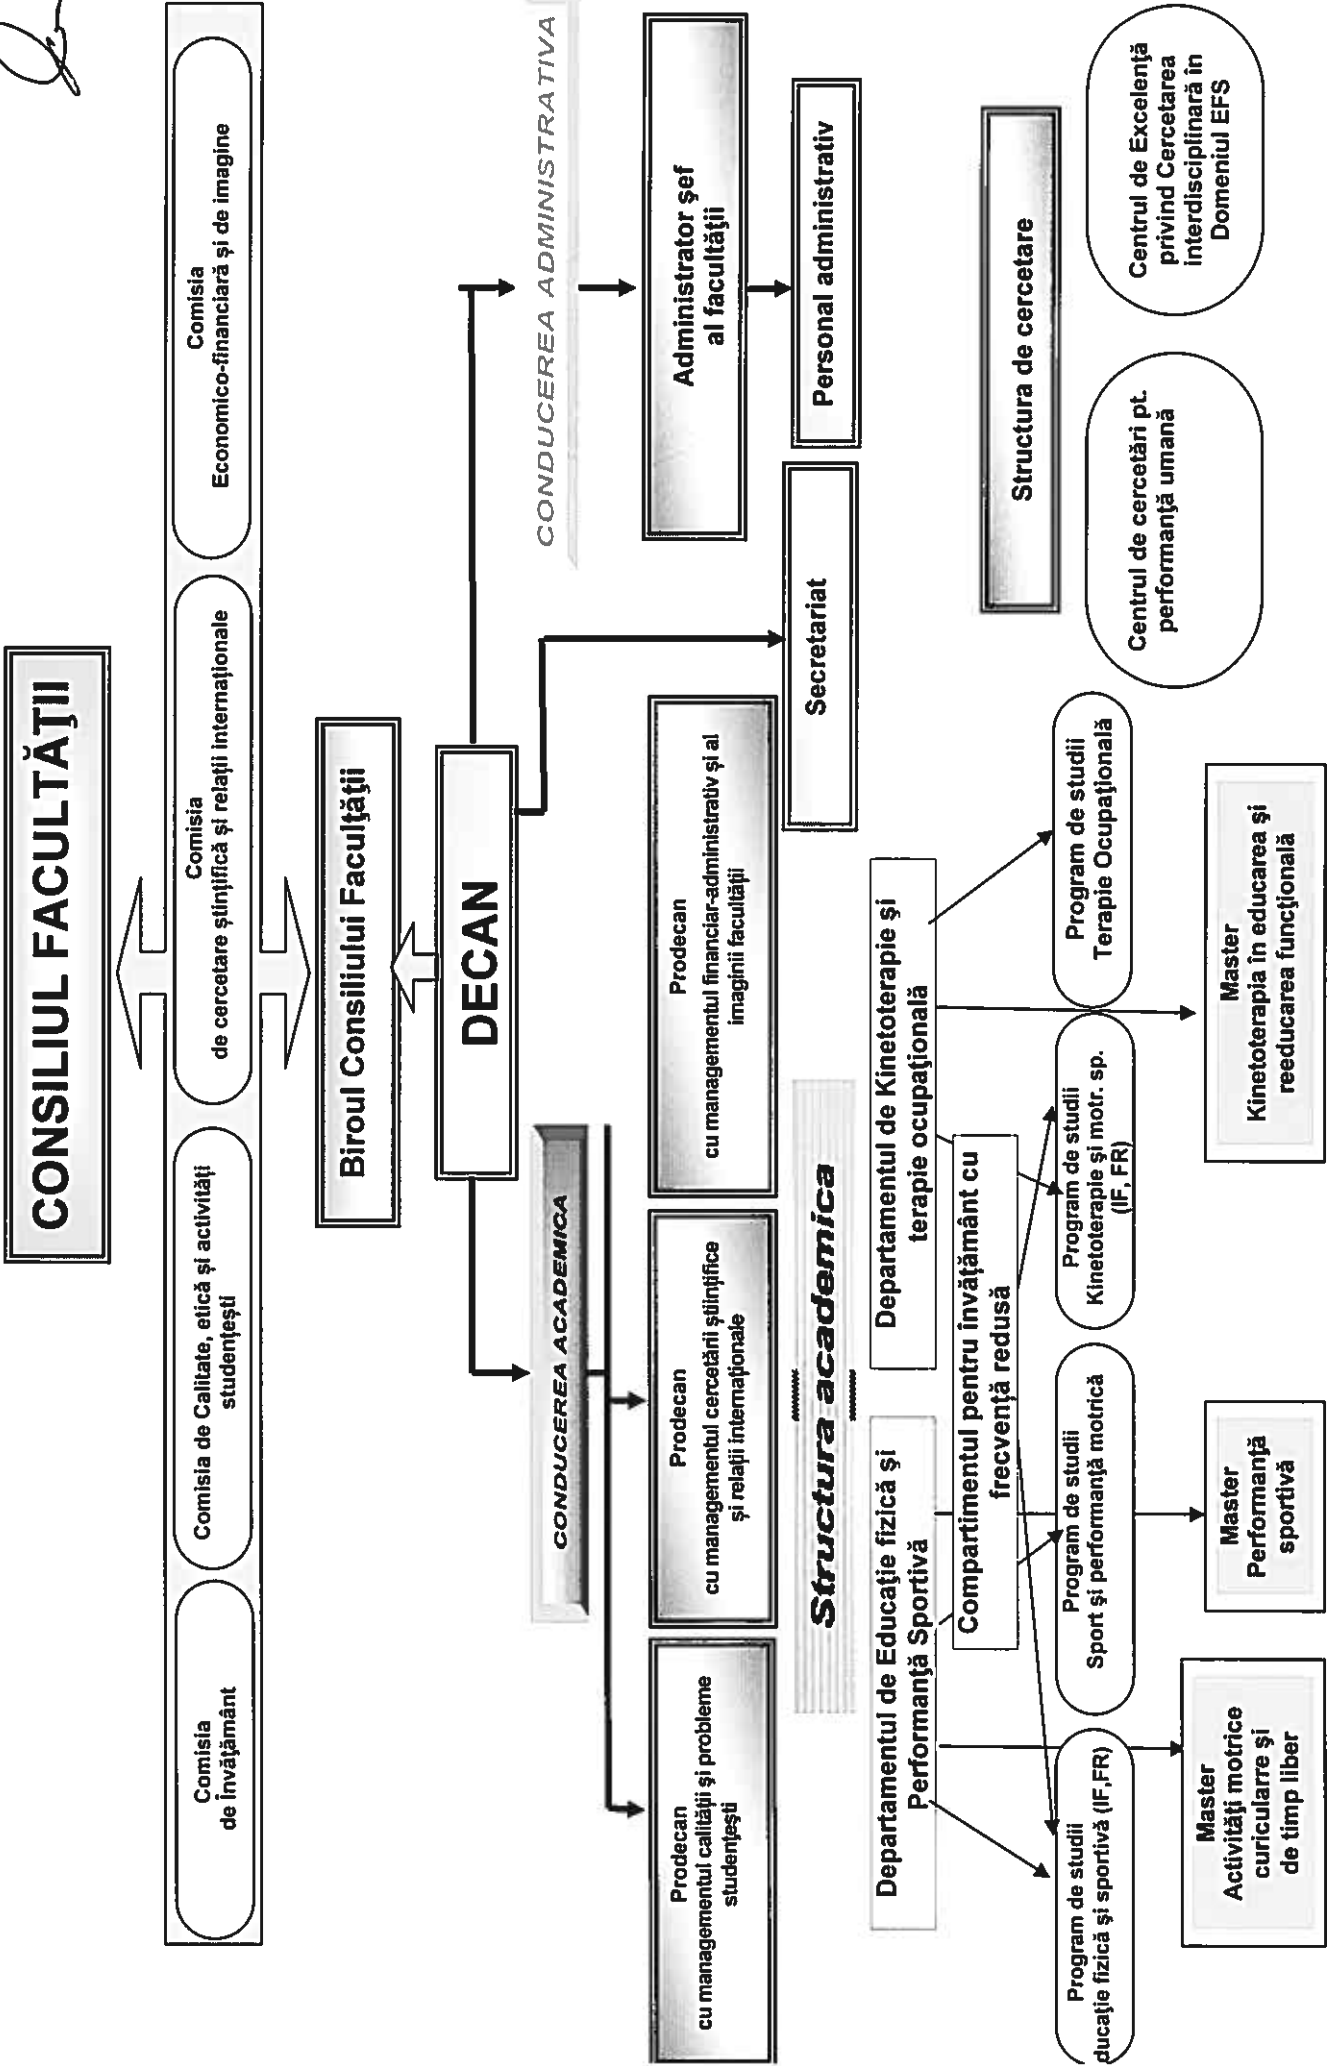 CONSILIUL FACULTĂŢII
Comisia
de Învăţământ
Comisia de Calitate, etică şi activităţi
studenţeşti
Comisia
de cercetare ştinţifică şi relaţii internaţionale
Comisia
Economico-financiară şi de imagine
Biroul Consiliului Facultăţii
DECAN
CONDUCEREA ACADEMICA
CONDUCEREA ADMINISTRATIVA
Prodecan
cu managementul calităţii şi probleme
studenţeşti
Prodecan
cu managementul cercetării ştiinţifice
şi relaţii internaţionale
Prodecan
cu managementul financiar-administrativ şi al
imaginii facultăţii
Administrator şef
al facultăţii
Secretariat
Personal administrativ
Structura academica
Departamentul de Educaţie fizică şi
Performanţă Sportivă
Departamentul de Kinetoterapie şi
terapie ocupaţională
Compartimentul pentru învăţământ cu
frecvenţă redusă
Structura de cercetare
Program de studii
ducaţie fizică şi sportivă (IF,FR)
Program de studii
Sport şi performanţă motrică
Program de studii
Kinetoterapie şi motr. sp.
(IF, FR)
Program de studii
Terapie Ocupaţională
Centrul de cercetări pt.
performanţă umană
Centrul de Excelenţă
privind Cercetarea
interdisciplinară în
Domeniul EFS
Master
Activităţi motrice
curicularre şi
de timp liber
Master
Performanţă
sportivă
Master
Kinetoterapia în educarea şi
reeducarea funcţională